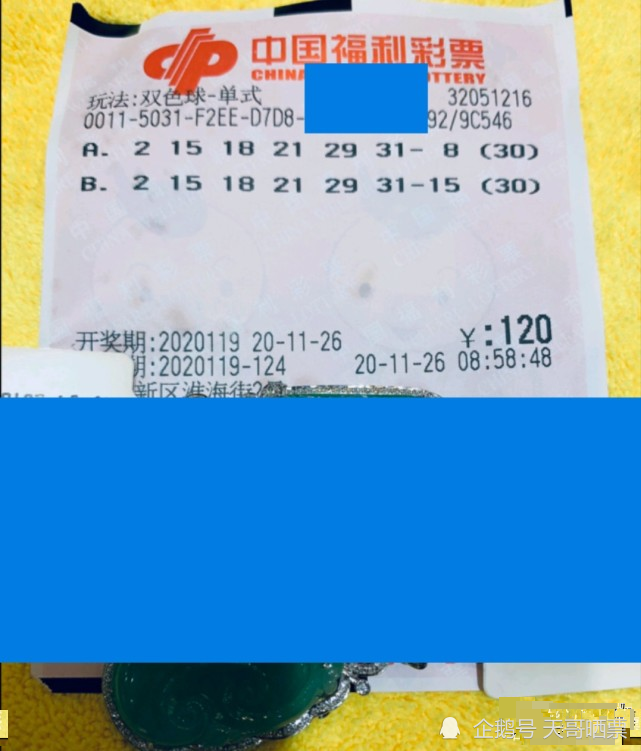 中国福利彩票
CHINA LOTTERY
玩法:双色球-单式 32051216
0011-5031-F2EE-D7D8- 92/9C546
A. 2 15 18 21 29 31- 8 (30)
B. 2 15 18 21 29 31-15 (30)
开奖期:2020119 20-11-26 ¥:120
期:2020119-124 20-11-26 08:58:48
新区淮海街
企鹅号 天哥晒票